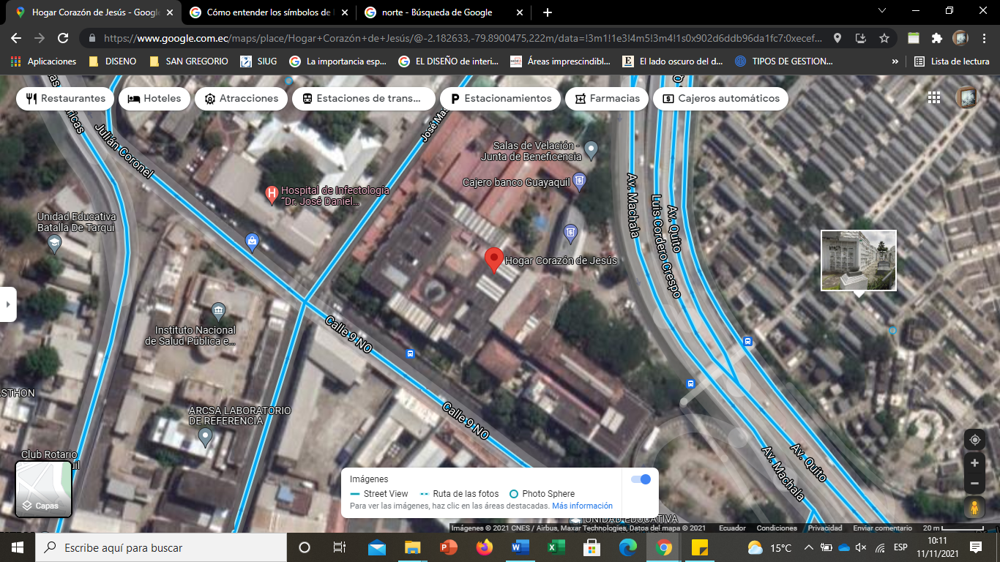 Hogar Corazón de Jesús - Googl
Cómo entender los símbolos de
norte - Búsqueda de Google
https://www.google.com.ec/maps/place/Hogar+Corazón+de+Jesús/@-2.182633,-79.8900475,222m/data=!3m1!1e3!4m5!3m4!1s0x902d6ddb96da1fc7:0xecef...
Aplicaciones
DISENO
SAN GREGORIO
SIUG
La importancia esp...
EL DISEÑO de interi...
Áreas imprescindibl...
El lado oscuro del d...
TIPOS DE GESTION...
»
Lista de lectura
Restaurantes
Hoteles
Atracciones
Estaciones de trans...
Estacionamientos
Farmacias
Cajeros automáticos
Julián Coronel
José Mas
Salas de Velación -
Junta de Beneficencia
Cajero banco Guayaquil
Hospital de Infectología
"Dr. José Daniel...
Unidad Educativa
Batalla De Tarqui
Av. Machala
Luis Cordero Crespo
Av. Quito
Hogar Corazón de Jesús
Instituto Nacional
de Salud Pública e...
Calle 9 NO
Calle 9 NO
ASTHON
ARCSA LABORATORIO
DE REFERENCIA
Club Rotario
uil
Capas
Av. Machala
Av. Quito
Imágenes
Street View
Ruta de las fotos
Photo Sphere
Para ver las imágenes, haz clic en las áreas destacadas. Más información
UNIDAD EDUCATIVA
Imágenes © 2021 CNES / Airbus, Maxar Technologies, Datos del mapa © 2021
Ecuador
Condiciones
Privacidad
Enviar comentario
20 m
Escribe aquí para buscar
15°C
ESP
10:11
11/11/2021